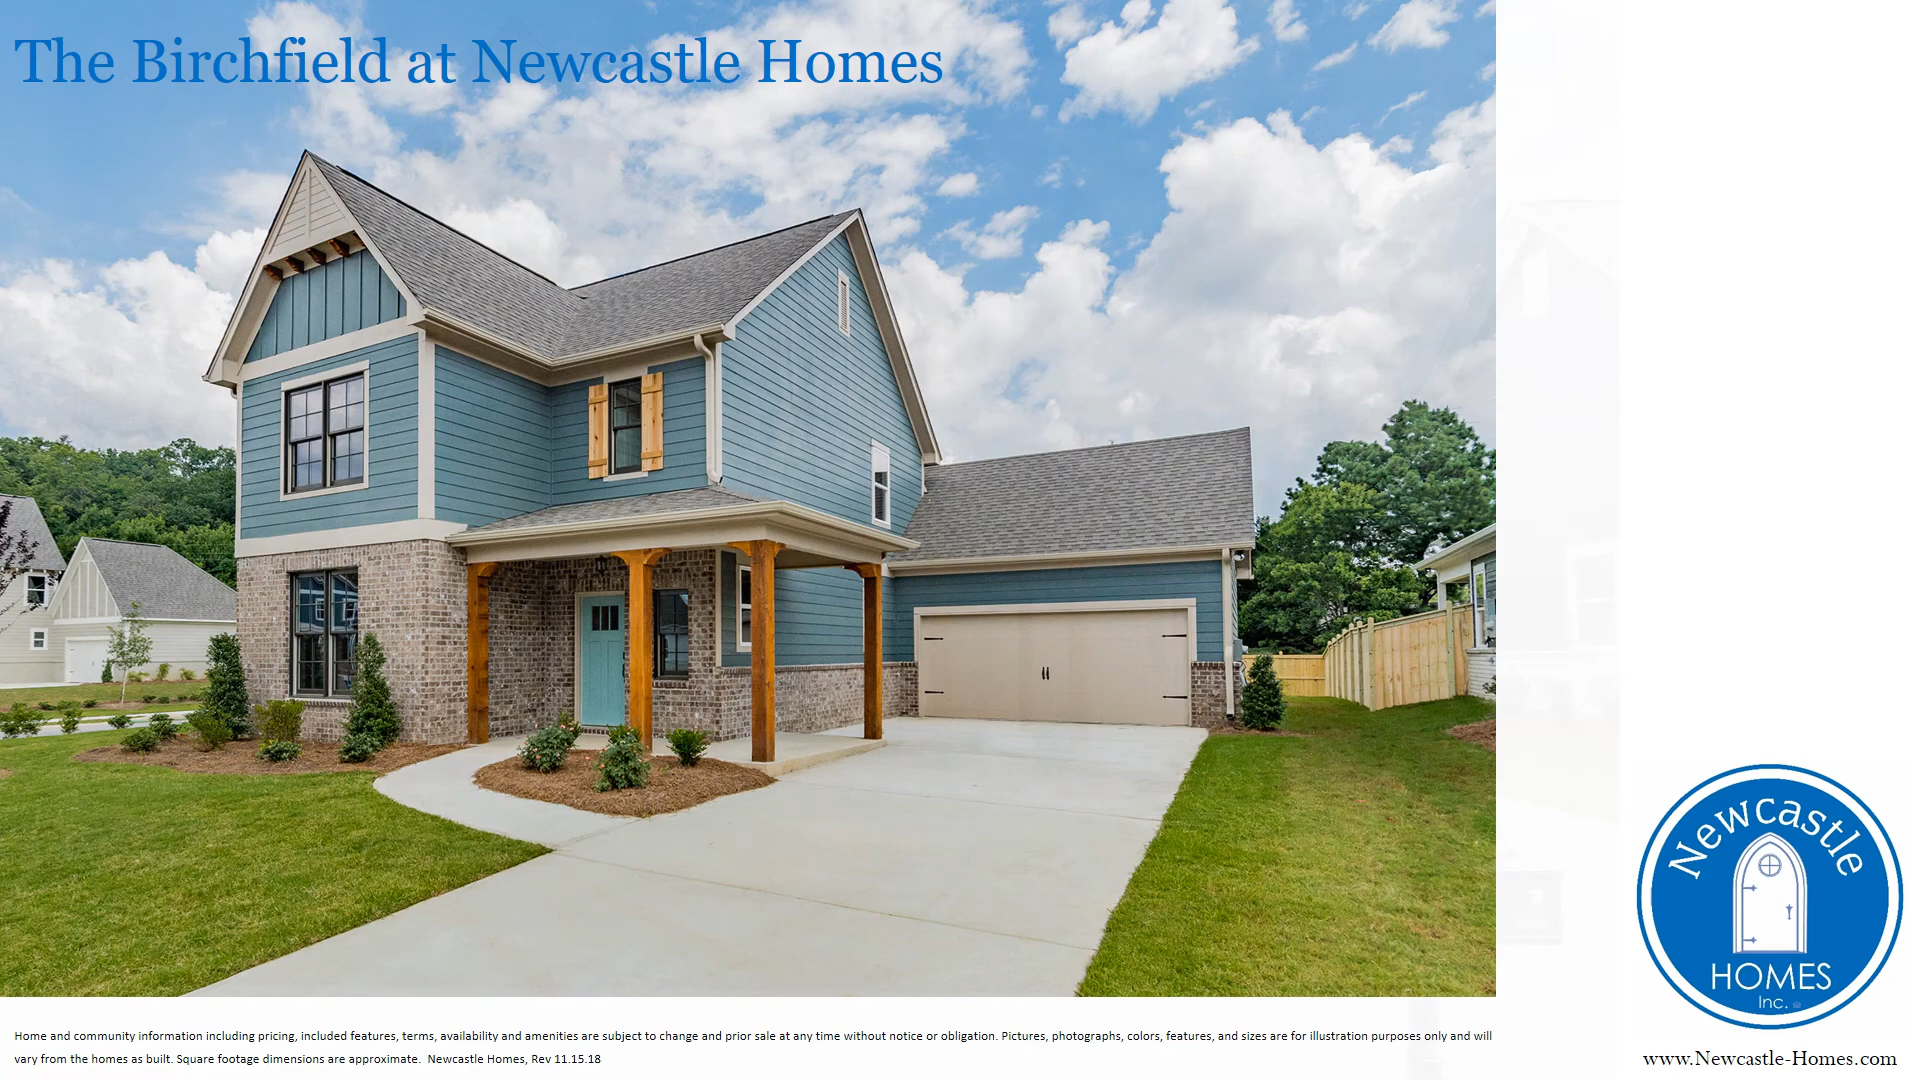 The Birchfield at Newcastle Homes
Newcastle
HOMES
Inc.
Home and community information including pricing, included features, terms, availability and amenities are subject to change and prior sale at any time without notice or obligation. Pictures, photographs, colors, features, and sizes are for illustration purposes only and will
vary from the homes as built. Square footage dimensions are approximate.  Newcastle Homes, Rev 11.15.18
www.Newcastle-Homes.com